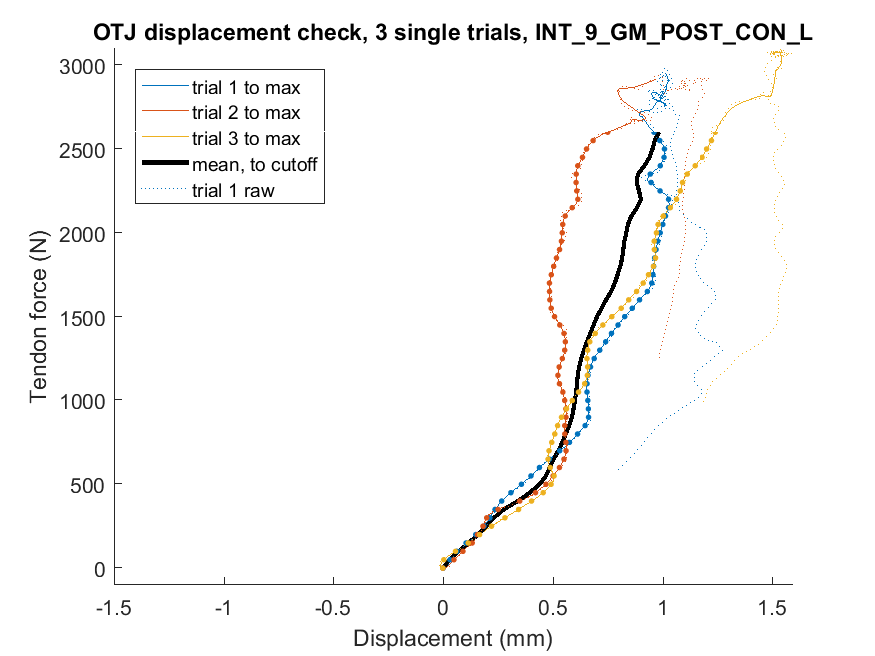 OTJ displacement check, 3 single trials, INT_9_GM_POST_CON_L
trial 1 to max
trial 2 to max
trial 3 to max
mean, to cutoff
trial 1 raw
Tendon force (N)
3000
2500
2000
1500
1000
500
0
-1.5
-1
-0.5
0
0.5
1
1.5
Displacement (mm)